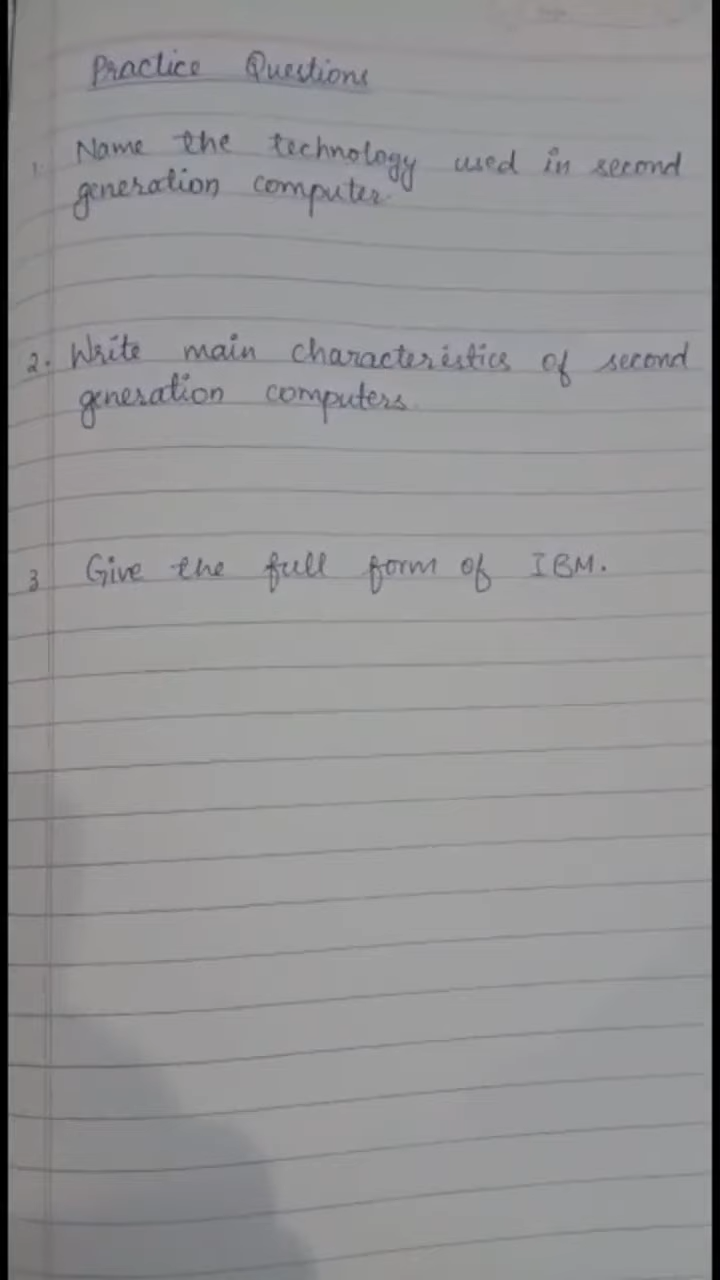 Practice Questions
1. Name the technology used in second
generation computer.
2. Write main characteristics of second
generation computers.
3 Give the full form of IBM.